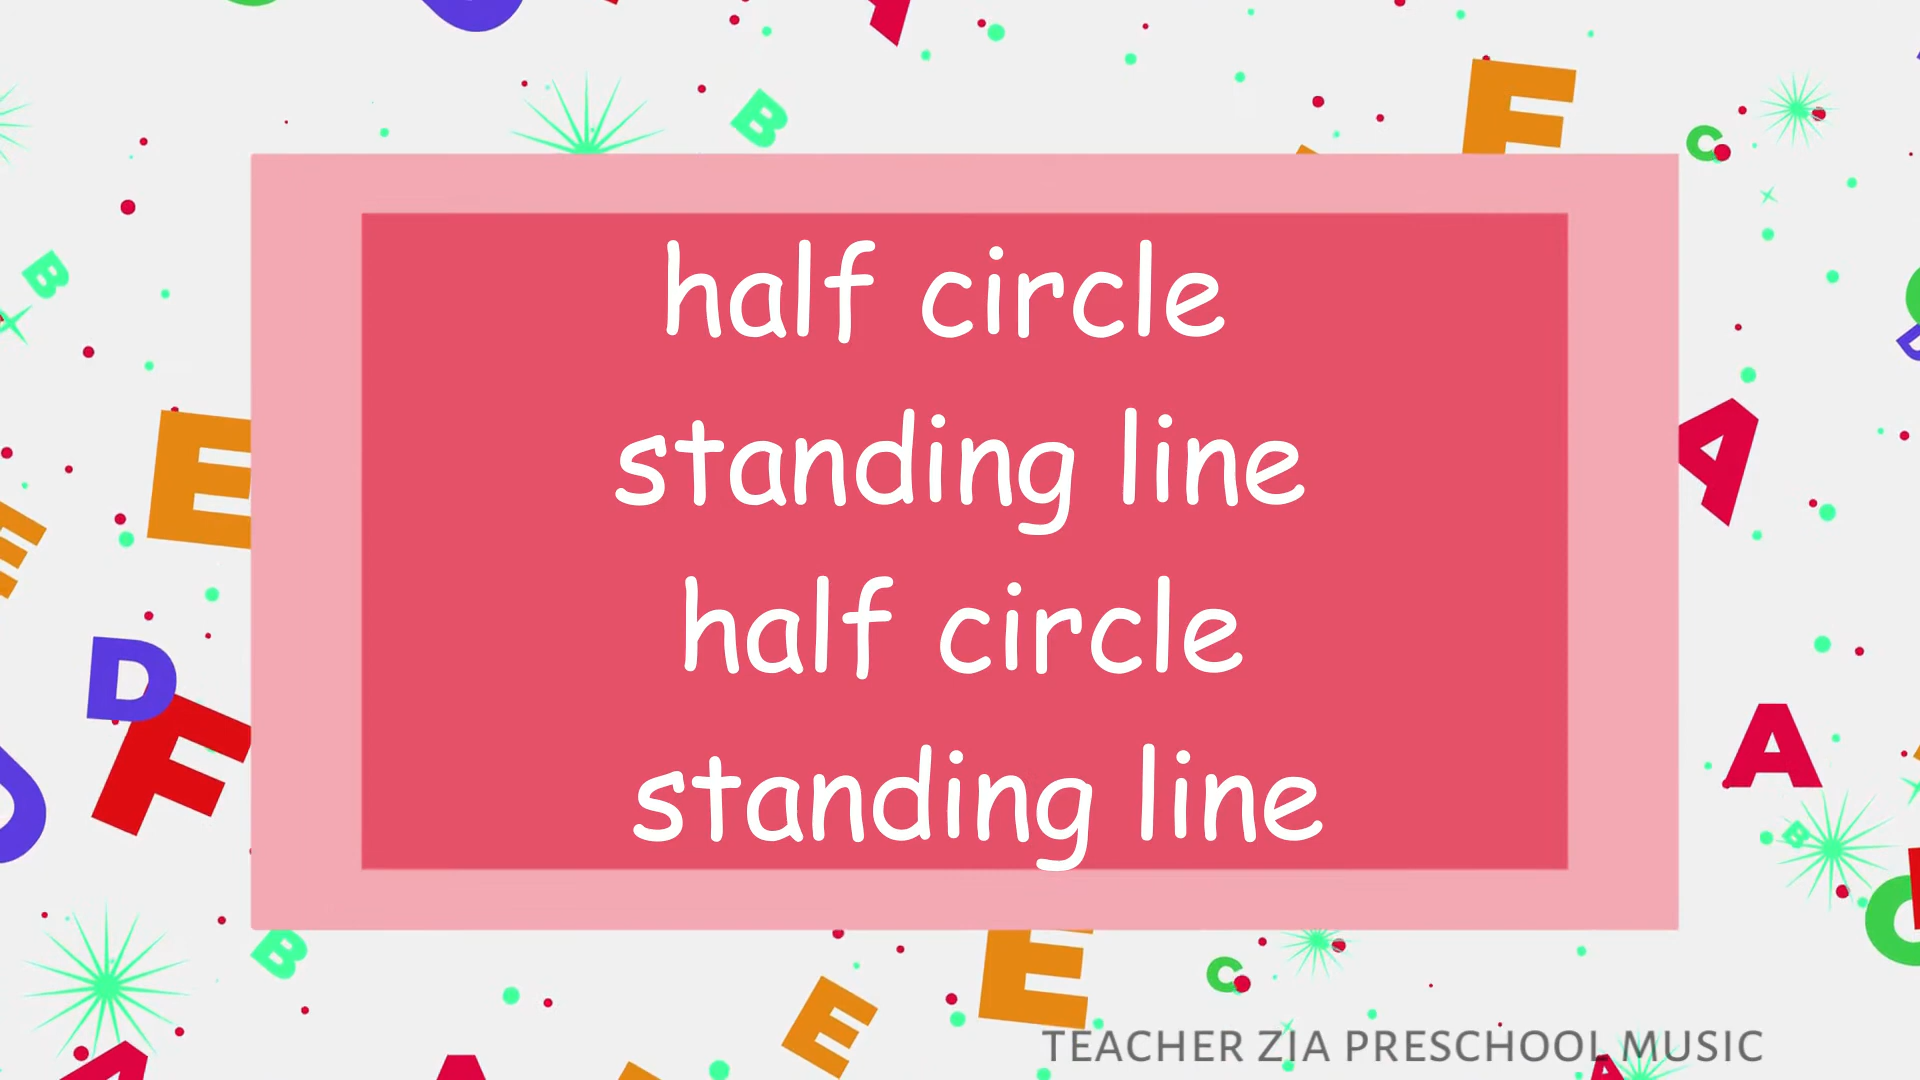 half circle
standing line
half circle
standing line
TEACHER ZIA PRESCHOOL MUSIC